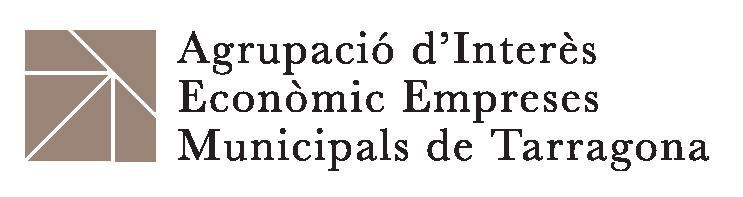 Agrupació d’Interès
Econòmic Empreses
Municipals de Tarragona